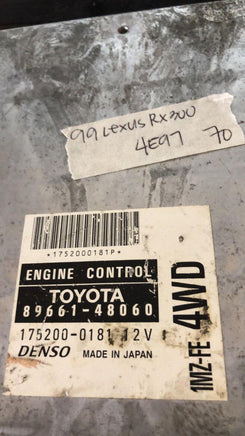 99 Lexus RX300
4E97 70
*1752000181P*
ENGINE CONTROL
TOYOTA
89661-48060
175200-0181 12V
DENSO MADE IN JAPAN
1MZ-FE 4WD